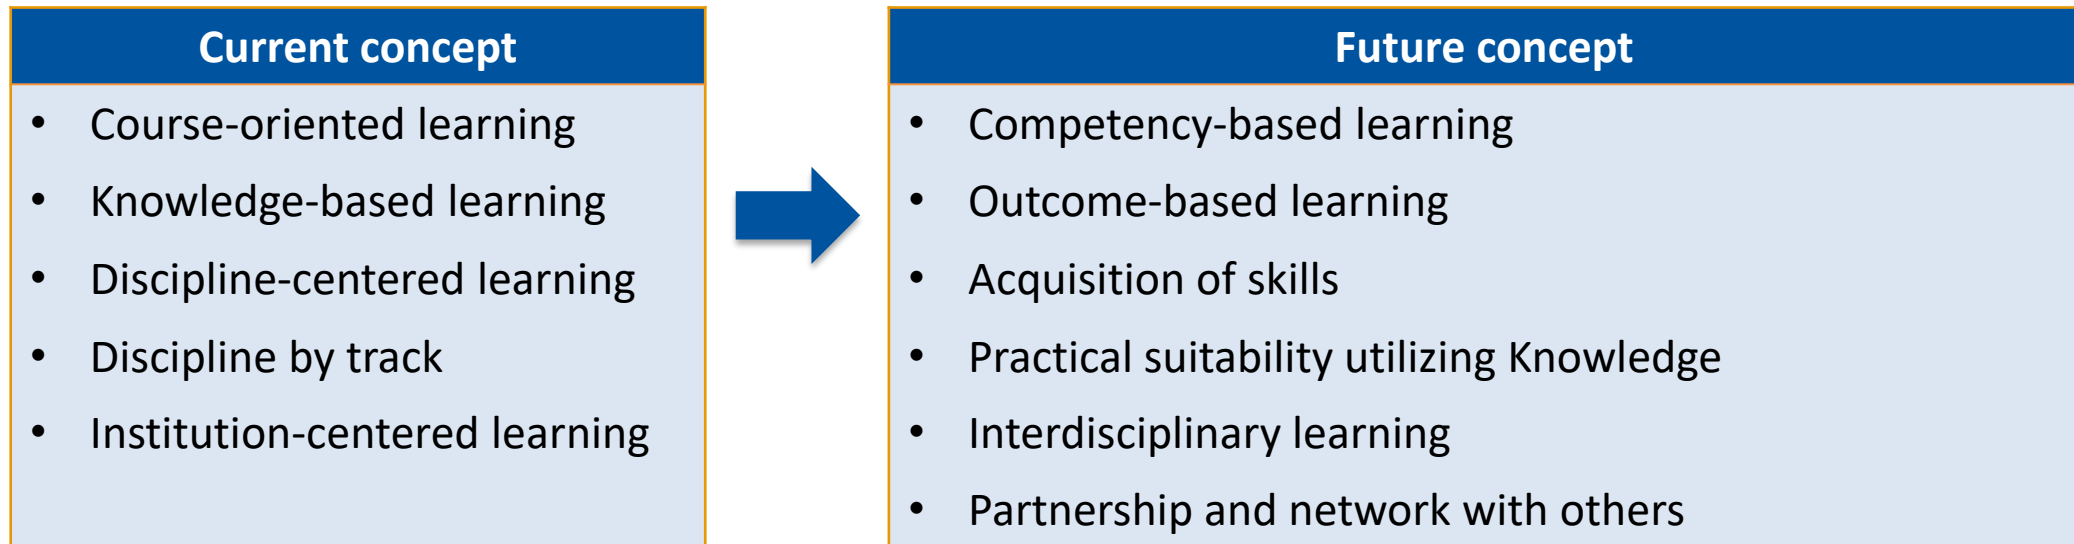 Current concept
• Course-oriented learning
• Knowledge-based learning
• Discipline-centered learning
• Discipline by track
• Institution-centered learning
Future concept
• Competency-based learning
• Outcome-based learning
• Acquisition of skills
• Practical suitability utilizing Knowledge
• Interdisciplinary learning
• Partnership and network with others